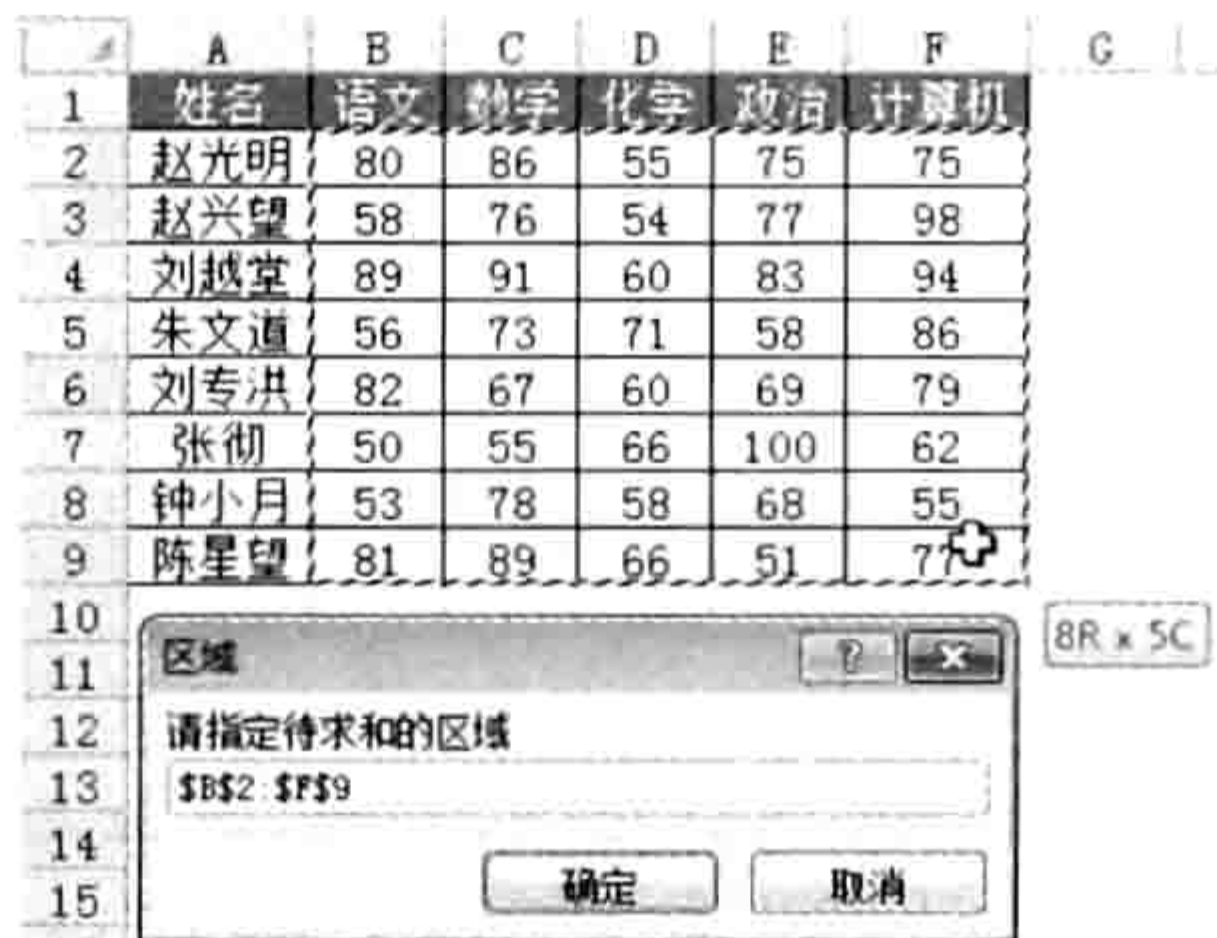 A B C D E F G
1 姓名 语文 数学 化学 政治 计算机
2 赵光明 80 86 55 75 75
3 赵兴望 58 76 54 77 98
4 刘越堂 89 91 60 83 94
5 朱文道 56 73 71 58 86
6 刘专洪 82 67 60 69 79
7 张彻 50 55 66 100 62
8 钟小月 53 78 58 68 55
9 陈星望 81 89 66 51 77
10
8R x 5C
11 区域
12 请指定待求和的区域
13 $B$2:$F$9
14
15 确定 取消